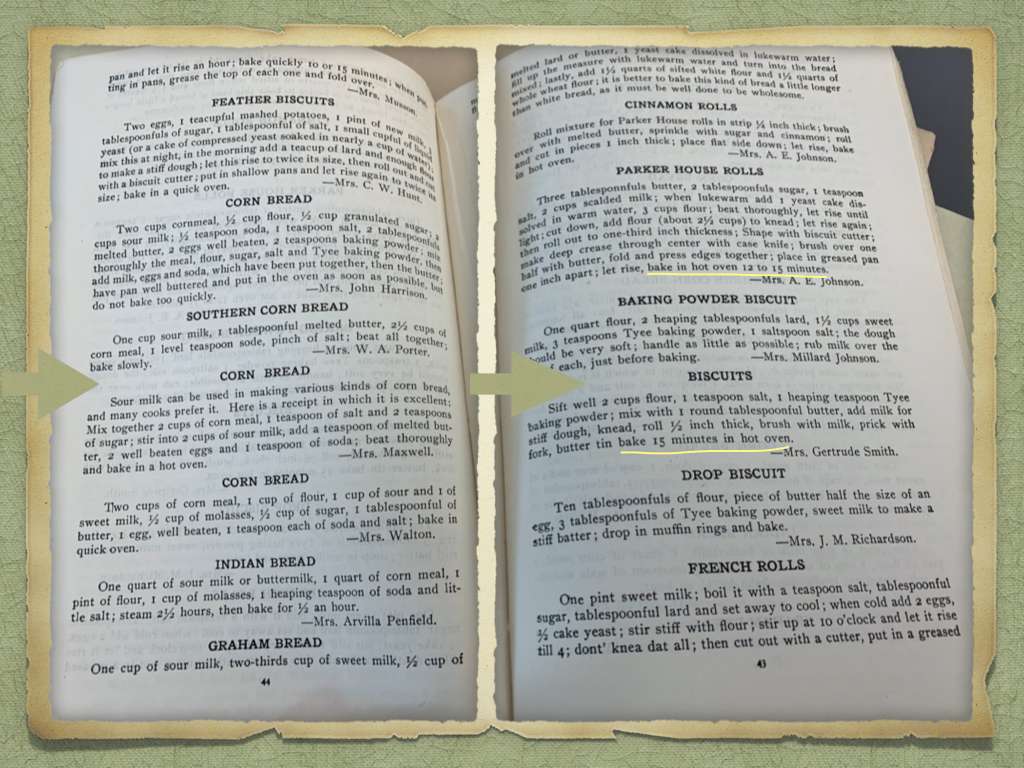 pan and let it rise an hour; bake quickly 10 or 15 minutes; when put-
ting in pans, grease the top of each one and fold over.
—Mrs. Musson.
FEATHER BISCUITS
Two eggs, 1 teacupful mashed potatoes, 1 pint of new milk, 3
tablespoonfuls of sugar, 1 tablespoonful of salt, 1 small cupful of
yeast (or a cake of compressed yeast soaked in nearly a cup of water);
mix this at night, in the morning add a teacup of lard and enough flour
to make a stiff dough; let this rise to twice its size, then roll out and cut
with a biscuit cutter; put in shallow pans and let rise again to twice its
size; bake in a quick oven.
—Mrs. C. W. Hunt.
CORN BREAD
Two cups cornmeal, ½ cup flour, ½ cup granulated sugar, 2
cups sour milk; ½ teaspoon soda, 1 teaspoon salt, 2 tablespoonfuls
melted butter, 2 eggs well beaten, 2 teaspoons baking powder; mix
thoroughly the meal, flour, sugar, salt and Tyee baking powder, then
add milk, eggs and soda, which have been put together, then the butter;
have pan well buttered and put in the oven as soon as possible, but
do not bake too quickly.
—Mrs. John Harrison.
SOUTHERN CORN BREAD
One cup sour milk, 1 tablespoonful melted butter, 2½ cups of
corn meal, 1 level teaspoon sode, pinch of salt; beat all together;
bake slowly.
—Mrs. W. A. Porter.
CORN BREAD
Sour milk can be used in making various kinds of corn bread,
and many cooks prefer it. Here is a receipt in which it is excellent;
Mix together 2 cups of corn meal, 1 teaspoon of salt and 2 teaspoons
of sugar; stir into 2 cups of sour milk, add a teaspoon of melted but-
ter, 2 well beaten eggs and 1 teaspoon of soda; beat thoroughly
and bake in a hot oven.
—Mrs. Maxwell.
CORN BREAD
Two cups of corn meal, 1 cup of flour, 1 cup of sour and 1 of
sweet milk, ½ cup of molasses, ½ cup of sugar, 1 tablespoonful of
butter, 1 egg, well beaten, 1 teaspoon each of soda and salt; bake in
quick oven.
—Mrs. Walton.
INDIAN BREAD
One quart of sour milk or buttermilk, 1 quart of corn meal, 1
pint of flour, 1 cup of molasses, 1 heaping teaspoon of soda and lit-
tle salt; steam 2½ hours, then bake for ½ an hour.
—Mrs. Arvilla Penfield.
GRAHAM BREAD
One cup of sour milk, two-thirds cup of sweet milk, ½ cup of
44
melted lard or butter, 1 yeast cake dissolved in lukewarm water;
fill up the measure with lukewarm water and turn into the bread
mixed; lastly, add 1½ quarts of sifted white flour and 1½ quarts of
whole wheat flour; it is better to bake this kind of bread a little longer
than white bread, as it must be well done to be wholesome.
CINNAMON ROLLS
Roll mixture for Parker House rolls in strip ¼ inch thick; brush
over with melted butter, sprinkle with sugar and cinnamon; roll
and cut in pieces 1 inch thick; place flat side down; let rise, bake
in hot oven.
—Mrs. A. E. Johnson.
PARKER HOUSE ROLLS
Three tablesponnfuls butter, 2 tablespoonfuls sugar, 1 teaspoon
salt, 2 cups scalded milk; when lukewarm add 1 yeast cake dis-
solved in warm water, 3 cups flour; beat thoroughly, let rise until
light; cut down, add flour (about 2½ cups) to knead; let rise again;
then roll out to one-third inch thickness; Shape with biscuit cutter;
make deep crease through center with case knife; brush over one
half with butter, fold and press edges together; place in greased pan
one inch apart; let rise, bake in hot oven 12 to 15 minutes.
—Mrs. A. E. Johnson.
BAKING POWDER BISCUIT
One quart flour, 2 heaping tablespoonfuls lard, 1½ cups sweet
milk, 3 teaspoons Tyee baking powder, 1 saltspoon salt; the dough
should be very soft; handle as little as possible; rub milk over the
of each, just before baking.
—Mrs. Millard Johnson.
BISCUITS
Sift well 2 cups flour, 1 teaspoon salt, 1 heaping teaspoon Tyee
baking powder; mix with 1 round tablespoonful butter, add milk for
stiff dough, knead, roll ½ inch thick, brush with milk, prick with
fork, butter tin bake 15 minutes in hot oven.
—Mrs. Gertrude Smith.
DROP BISCUIT
Ten tablespoonfuls of flour, piece of butter half the size of an
egg, 3 tablespoonfuls of Tyee baking powder, sweet milk to make a
stiff batter; drop in muffin rings and bake.
—Mrs. J. M. Richardson.
FRENCH ROLLS
One pint sweet milk; boil it with a teaspoon salt, tablespoonful
sugar, tablespoonful lard and set away to cool; when cold add 2 eggs,
⅔ cake yeast; stir stiff with flour; stir up at 10 o'clock and let it rise
till 4; dont' knea dat all; then cut out with a cutter, put in a greased
43